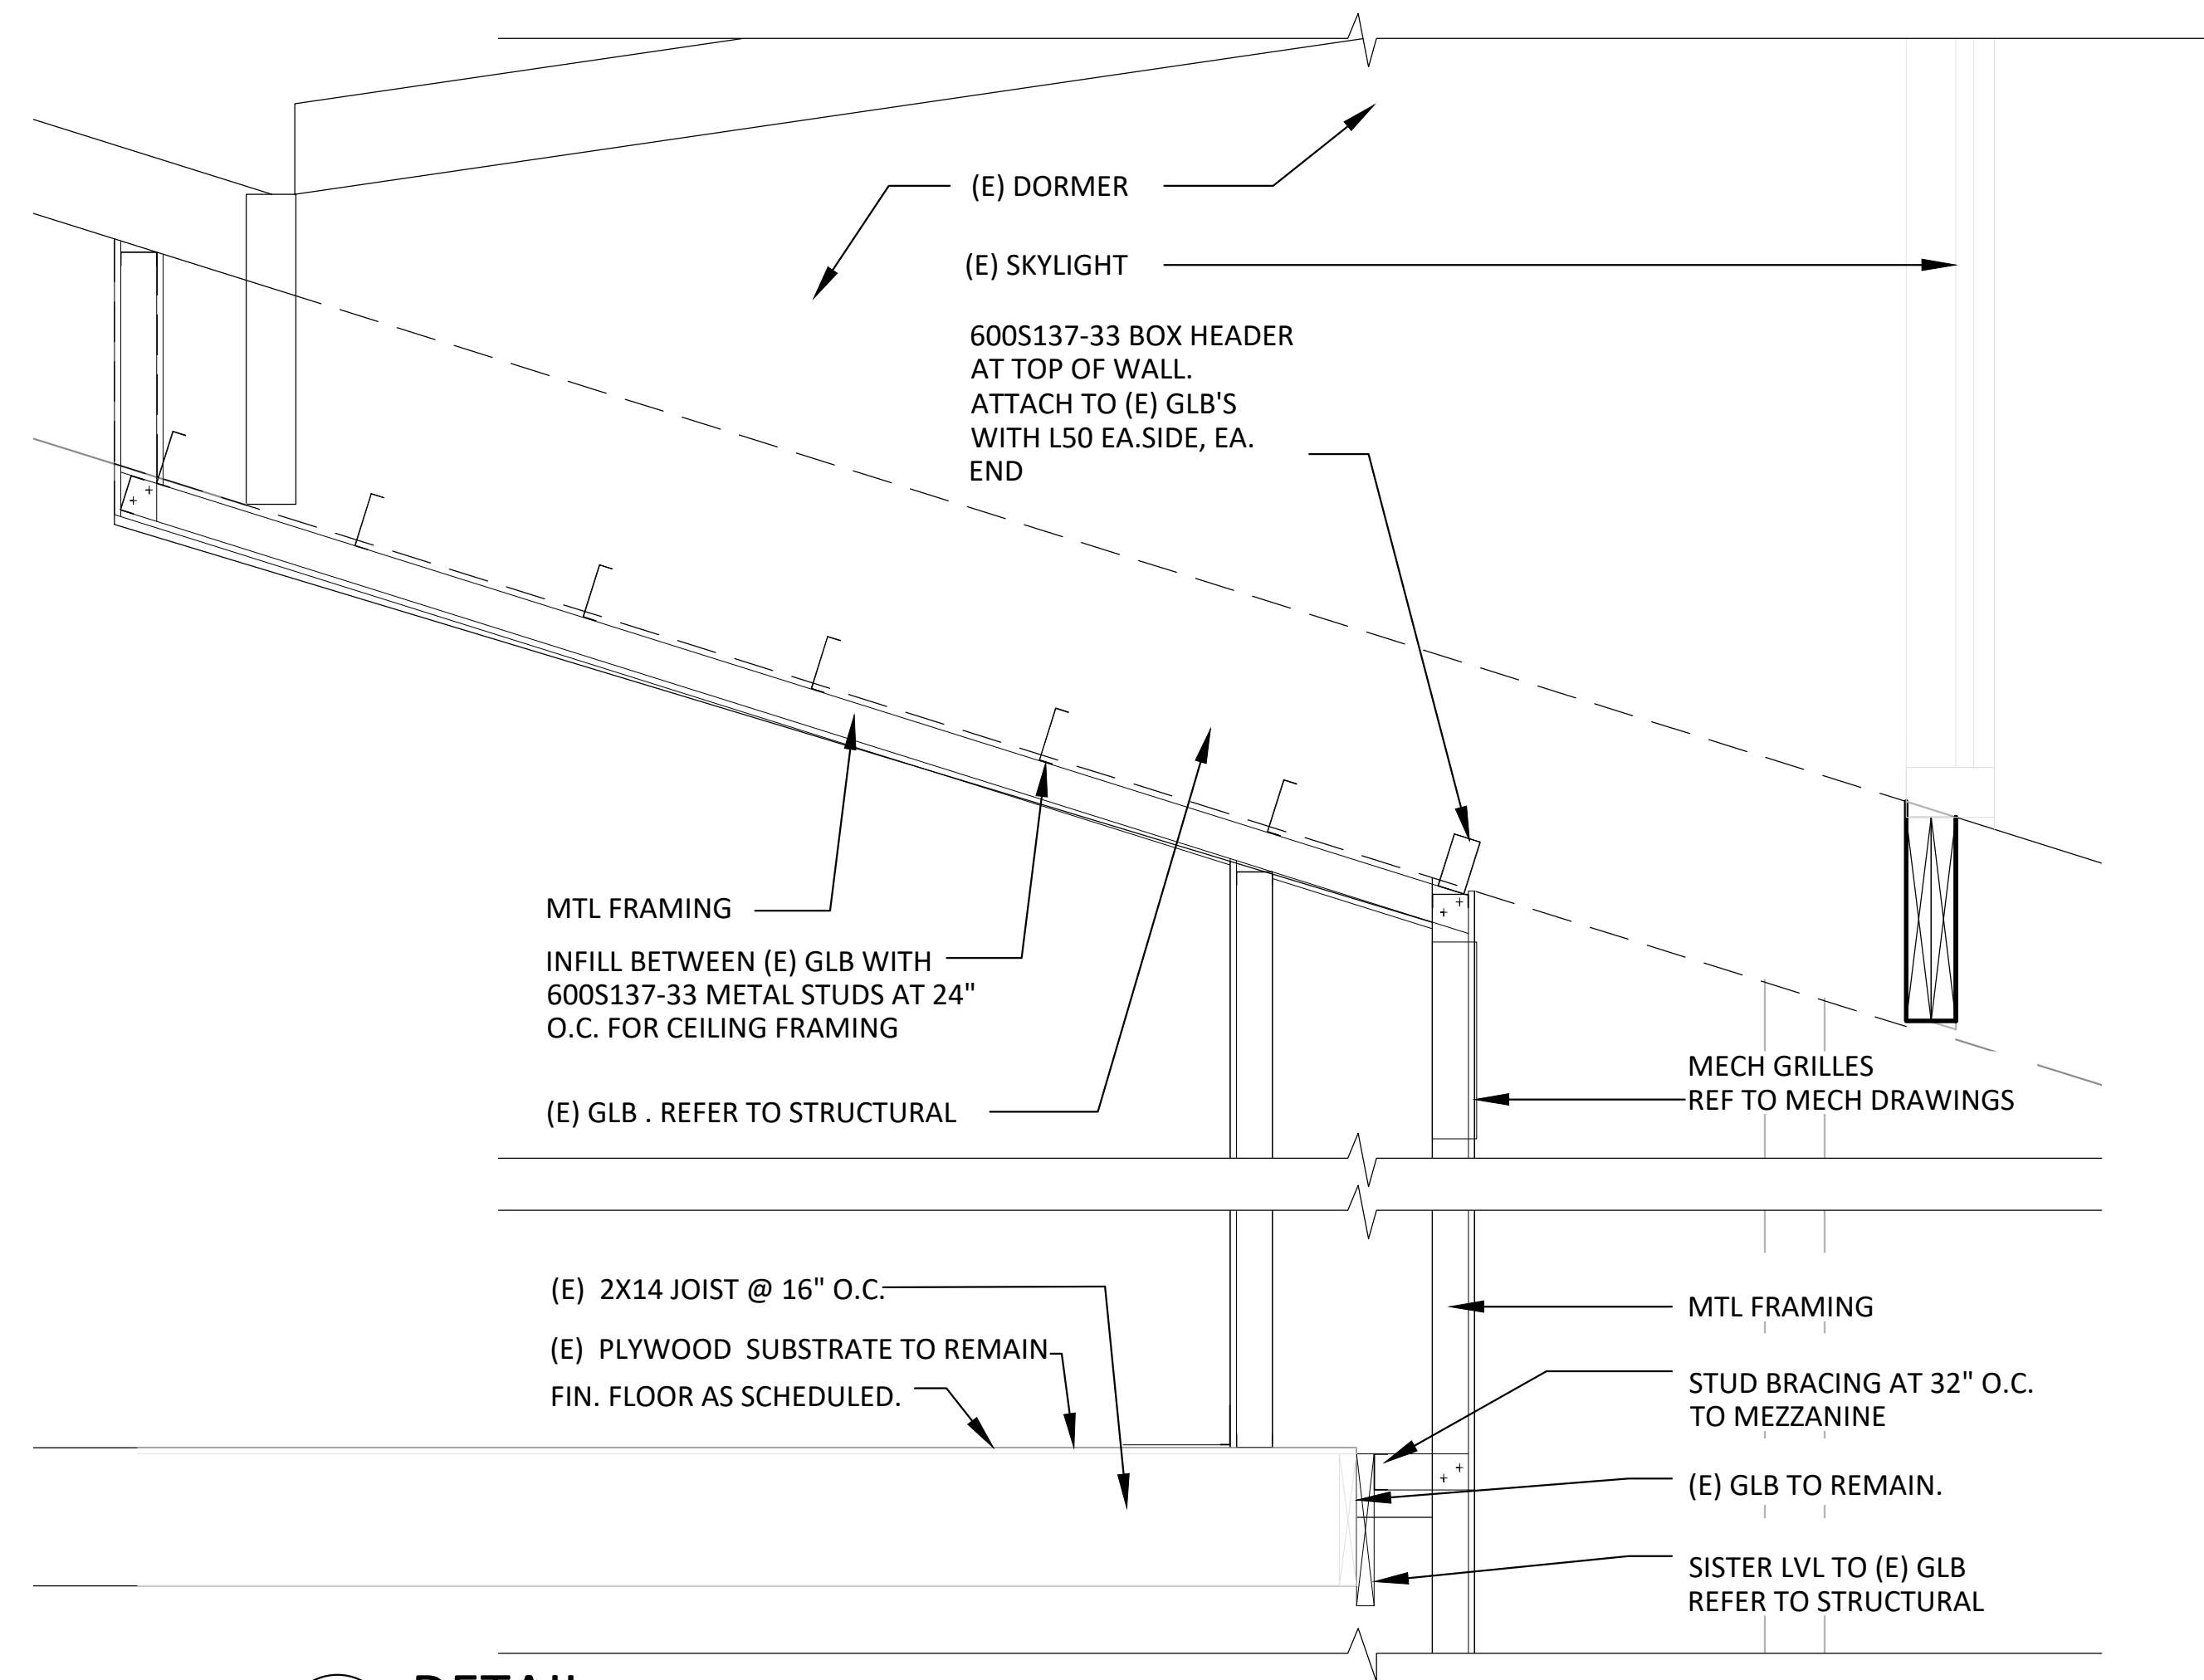 (E) DORMER
(E) SKYLIGHT
600S137-33 BOX HEADER
AT TOP OF WALL.
ATTACH TO (E) GLB'S
WITH L50 EA.SIDE, EA.
END
MTL FRAMING
INFILL BETWEEN (E) GLB WITH
600S137-33 METAL STUDS AT 24"
O.C. FOR CEILING FRAMING
(E) GLB . REFER TO STRUCTURAL
MECH GRILLES
REF TO MECH DRAWINGS
(E) 2X14 JOIST @ 16" O.C.
(E) PLYWOOD SUBSTRATE TO REMAIN
FIN. FLOOR AS SCHEDULED.
MTL FRAMING
STUD BRACING AT 32" O.C.
TO MEZZANINE
(E) GLB TO REMAIN.
SISTER LVL TO (E) GLB
REFER TO STRUCTURAL
DETAIL